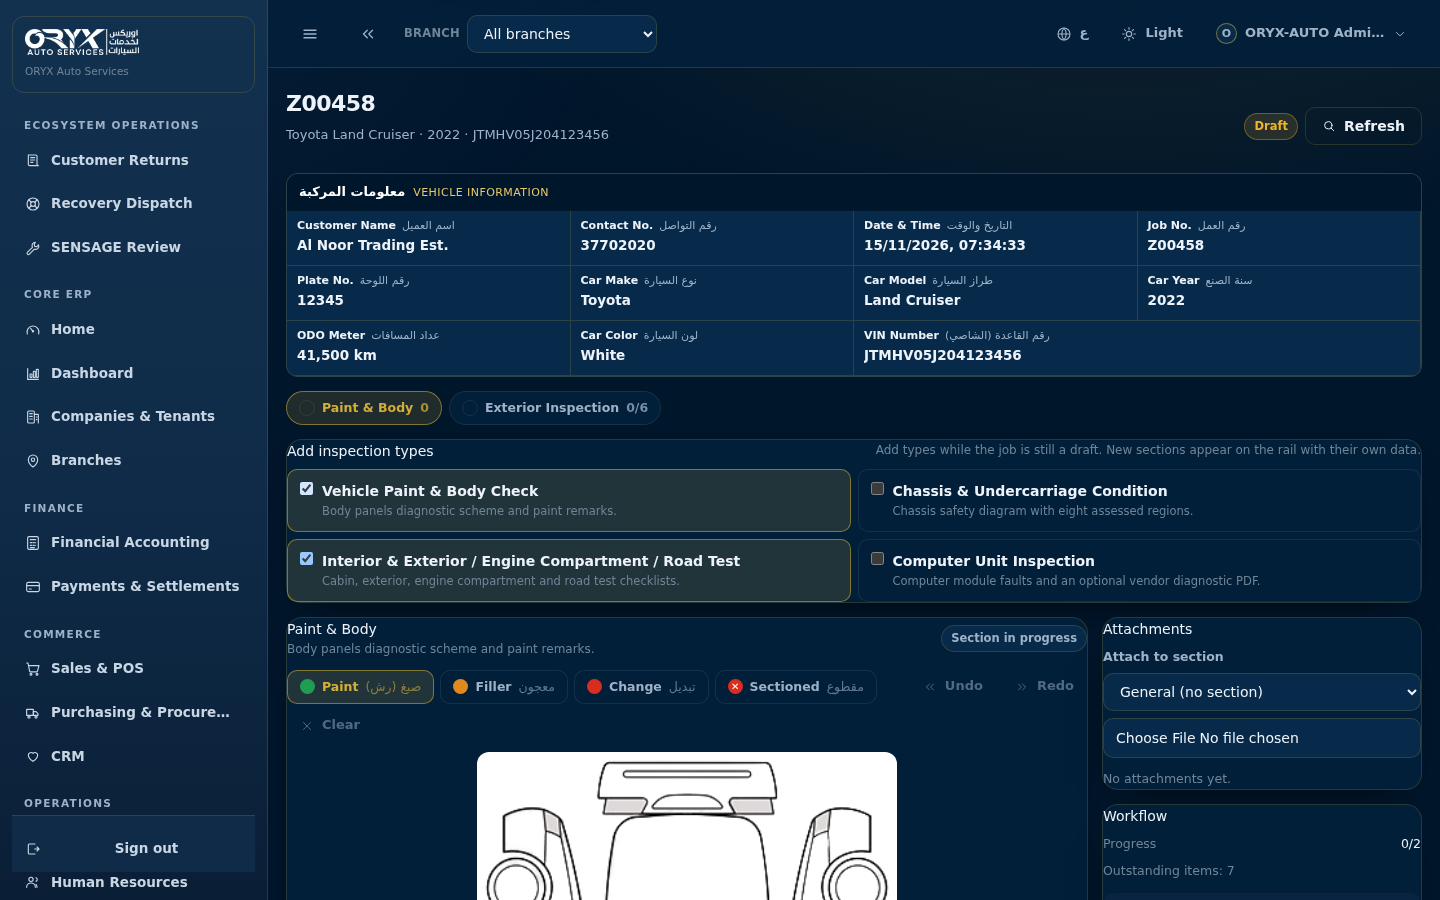 ORYX
AUTO SERVICES
اوريكس
لخدمات
السيارات
ORYX Auto Services
ECOSYSTEM OPERATIONS
Customer Returns
Recovery Dispatch
SENSAGE Review
CORE ERP
Home
Dashboard
Companies & Tenants
Branches
FINANCE
Financial Accounting
Payments & Settlements
COMMERCE
Sales & POS
Purchasing & Procure...
CRM
OPERATIONS
Sign out
Human Resources
BRANCH All branches
ع Light O ORYX-AUTO Admi...
Z00458
Toyota Land Cruiser · 2022 · JTMHV05J204123456
Draft Refresh
معلومات المركبة VEHICLE INFORMATION
Customer Name اسم العميل
Al Noor Trading Est.
Contact No. رقم التواصل
37702020
Date & Time التاريخ والوقت
15/11/2026, 07:34:33
Job No. رقم العمل
Z00458
Plate No. رقم اللوحة
12345
Car Make نوع السيارة
Toyota
Car Model طراز السيارة
Land Cruiser
Car Year سنة الصنع
2022
ODO Meter عداد المسافات
41,500 km
Car Color لون السيارة
White
VIN Number رقم القاعدة (الشاصي)
JTMHV05J204123456
Paint & Body 0 Exterior Inspection 0/6
Add inspection types
Add types while the job is still a draft. New sections appear on the rail with their own data.
Vehicle Paint & Body Check
Body panels diagnostic scheme and paint remarks.
Chassis & Undercarriage Condition
Chassis safety diagram with eight assessed regions.
Interior & Exterior / Engine Compartment / Road Test
Cabin, exterior, engine compartment and road test checklists.
Computer Unit Inspection
Computer module faults and an optional vendor diagnostic PDF.
Paint & Body
Body panels diagnostic scheme and paint remarks.
Section in progress
Paint صبغ (رش) Filler معجون Change تبديل Sectioned مقطوع Undo Redo
Clear
Attachments
Attach to section
General (no section)
Choose File No file chosen
No attachments yet.
Workflow
Progress 0/2
Outstanding items: 7